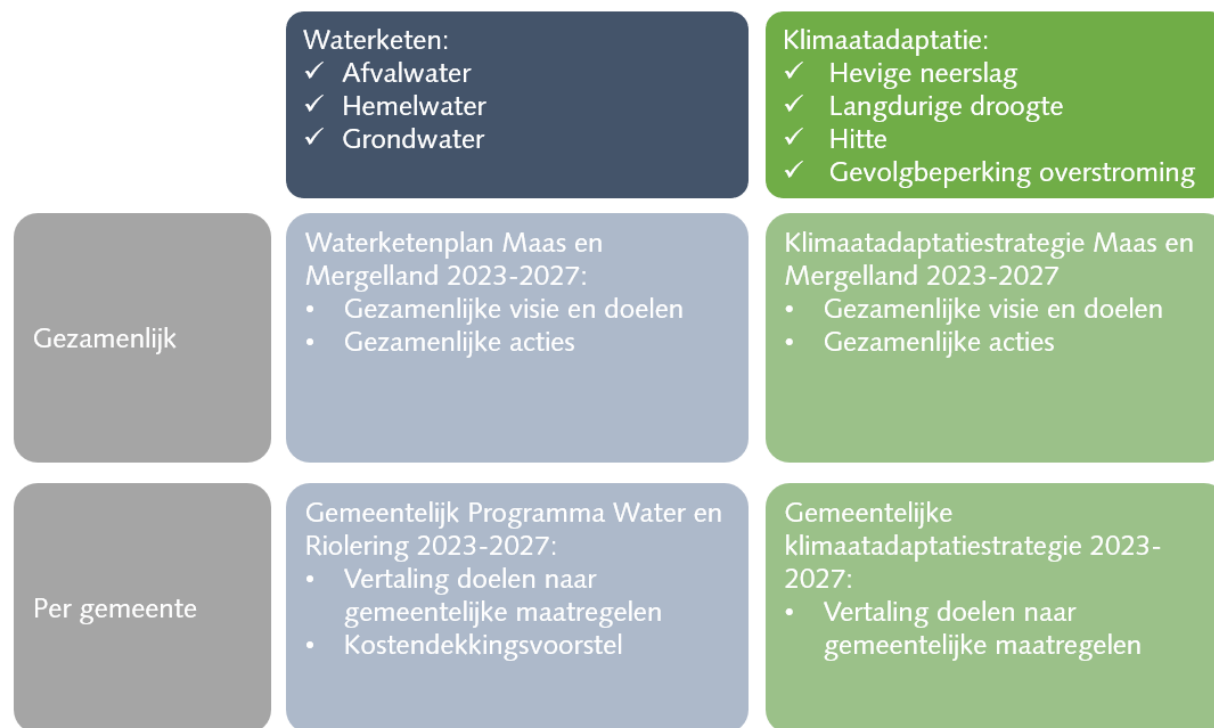 Waterketen:
✓ Afvalwater
✓ Hemelwater
✓ Grondwater
Klimaatadaptatie:
✓ Hevige neerslag
✓ Langdurige droogte
✓ Hitte
✓ Gevolgbeperking overstroming
Gezamenlijk
Waterketenplan Maas en
Mergelland 2023-2027:
• Gezamenlijke visie en doelen
• Gezamenlijke acties
Klimaatadaptatiestrategie Maas en
Mergelland 2023-2027
• Gezamenlijke visie en doelen
• Gezamenlijke acties
Per gemeente
Gemeentelijk Programma Water en
Riolering 2023-2027:
• Vertaling doelen naar
gemeentelijke maatregelen
• Kostendekkingsvoorstel
Gemeentelijke
klimaatadaptatiestrategie 2023-
2027:
• Vertaling doelen naar
gemeentelijke maatregelen